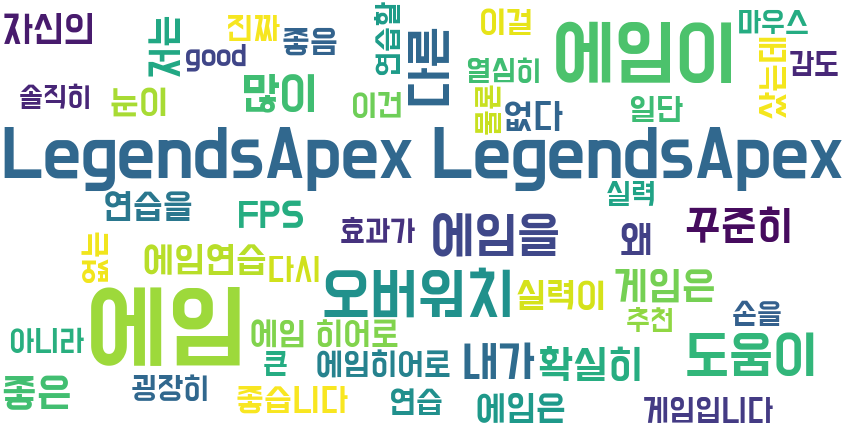 자신의 저는 진짜 좋음 연습할 다른 이걸 에임이 마우스 샀는데 감도
good
솔직히 눈이 많이 이건 열심히 물론 없다 일단
LegendsApex LegendsApex
연습을 FPS 효과가 에임을 실력 왜 꾸준히
없는 에임연습 다시 오버워치 실력이 게임은
에임 에임 히어로 추천 손을
아니라 큰 에임히어로 내가 확실히 도움이
좋은 굉장히 좋습니다 연습 에임은 게임입니다